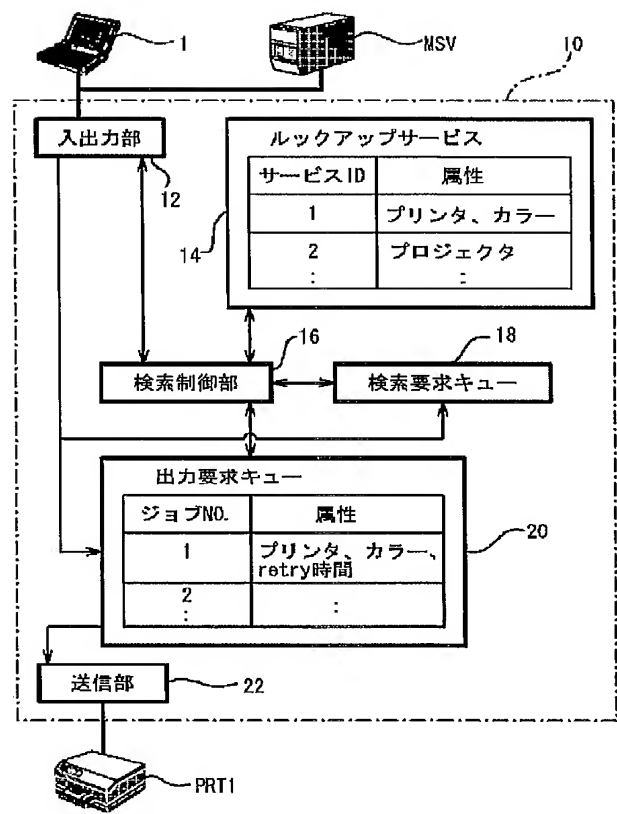 1
MSV
10
入出力部
12
ルックアップサービス
サービスID 属性
1 プリンタ、カラー
2 プロジェクタ
: :
14
16
検索制御部
18
検索要求キュー
出力要求キュー
ジョブNO. 属性
1 プリンタ、カラー、
retry時間
2 :
:
20
送信部
22
PRT1